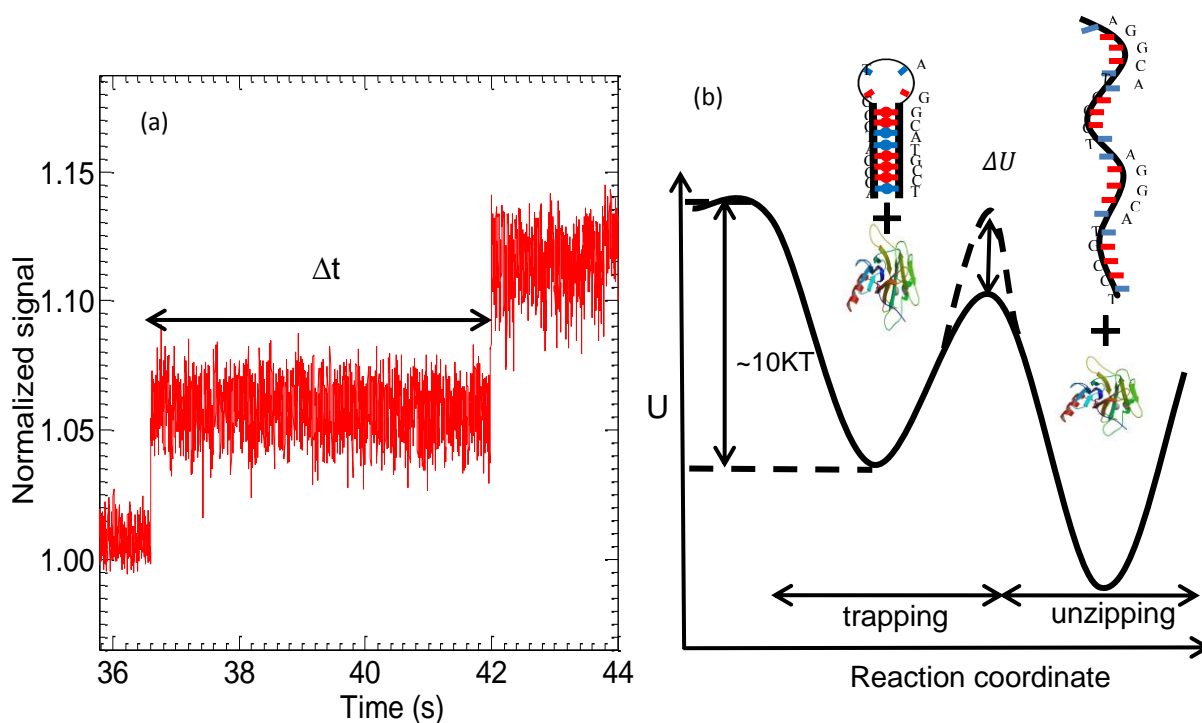 (a)
Δt
Normalized signal
1.15
1.10
1.05
1.00
36
38
40
42
44
Time (s)
(b)
U
~10KT
ΔU
T
A
G
G
C
A
T
G
C
C
T
A
G
G
C
A
A
G
G
C
A
T
G
C
C
T
+
+
trapping
unzipping
Reaction coordinate